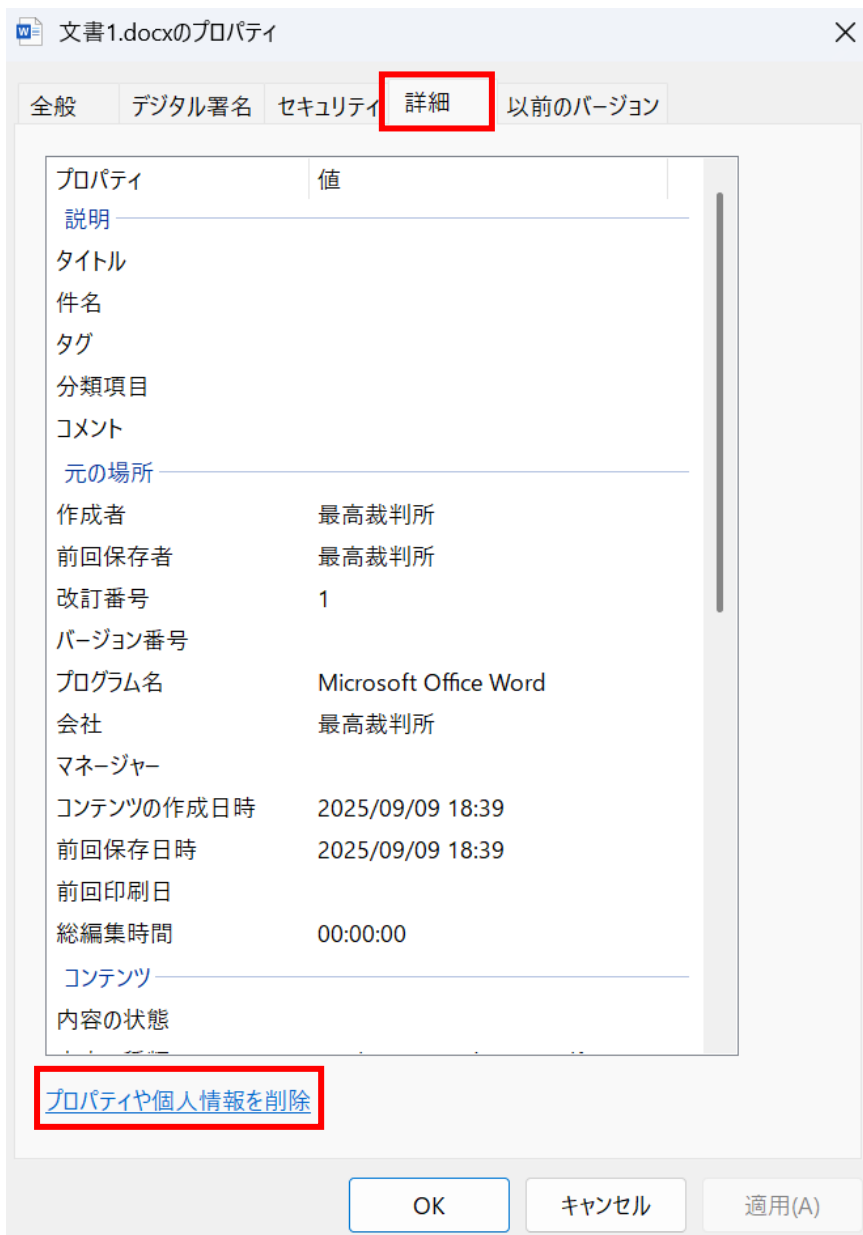 文書1.docxのプロパティ
全般 デジタル署名 セキュリティ 詳細 以前のバージョン
プロパティ 値
説明
タイトル
件名
タグ
分類項目
コメント
元の場所
作成者 最高裁判所
前回保存者 最高裁判所
改訂番号 1
バージョン番号
プログラム名 Microsoft Office Word
会社 最高裁判所
マネージャー
コンテンツの作成日時 2025/09/09 18:39
前回保存日時 2025/09/09 18:39
前回印刷日
総編集時間 00:00:00
コンテンツ
内容の状態
プロパティや個人情報を削除
OK キャンセル 適用(A)